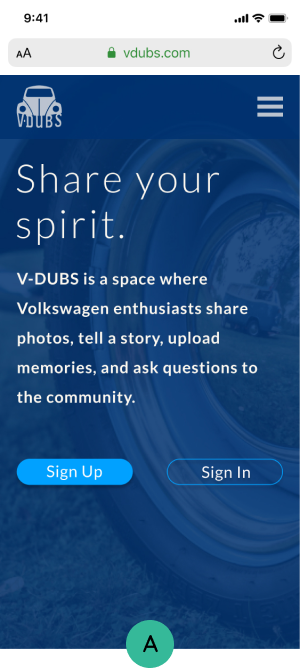 9:41
AA
vdubs.com
V-DUBS
Share your
spirit.
V-DUBS is a space where
Volkswagen enthusiasts share
photos, tell a story, upload
memories, and ask questions to
the community.
Sign Up
Sign In
A